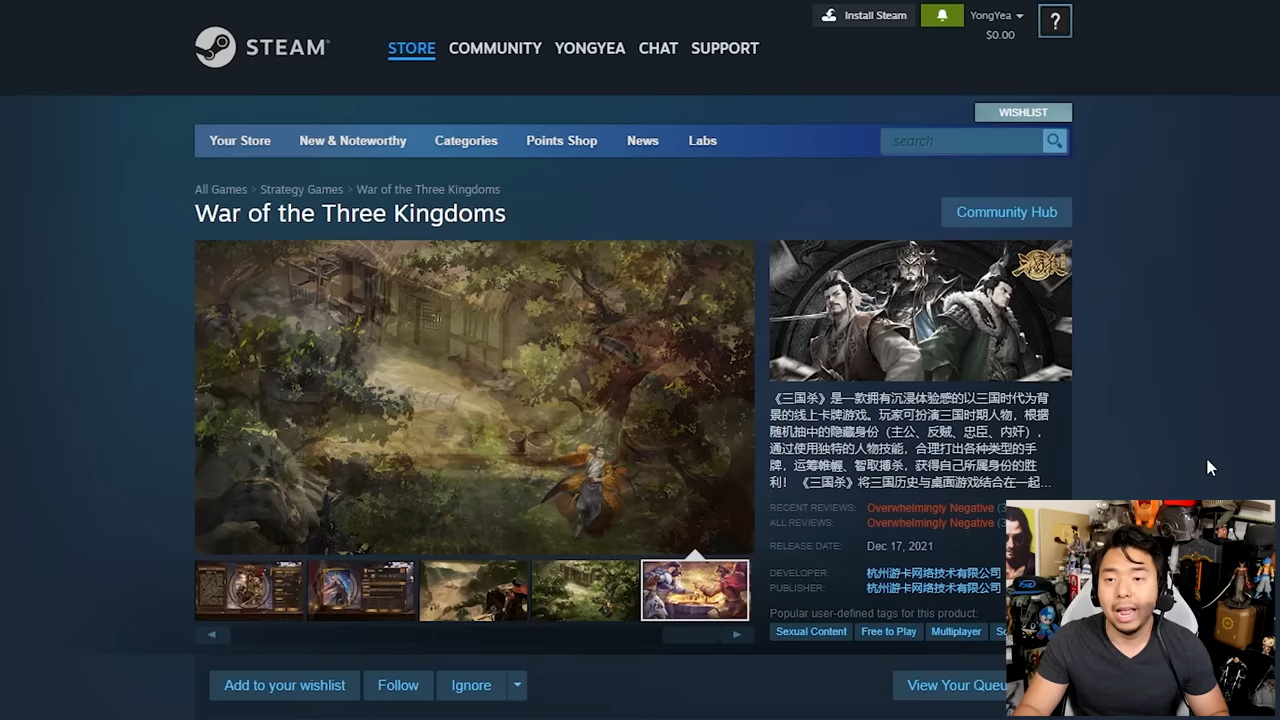 Install Steam
YongYea
$0.00
?
STEAM
STORE COMMUNITY YONGYEA CHAT SUPPORT
WISHLIST
Your Store New & Noteworthy Categories Points Shop News Labs
search
All Games > Strategy Games > War of the Three Kingdoms
War of the Three Kingdoms
Community Hub
《三国杀》是一款拥有沉浸体验感的以三国时代为背
景的线上卡牌游戏。玩家可扮演三国时期人物，根据
随机抽中的隐藏身份（主公、反贼、忠臣、内奸），
通过使用独特的人物技能，合理打出各种类型的手
牌，运筹帷幄、智取搏杀，获得自己所属身份的胜
利！《三国杀》将三国历史与桌面游戏结合在一起...
RECENT REVIEWS: Overwhelmingly Negative (3
ALL REVIEWS: Overwhelmingly Negative (3
RELEASE DATE: Dec 17, 2021
DEVELOPER: 杭州游卡网络技术有限公司
PUBLISHER: 杭州游卡网络技术有限公司
Popular user-defined tags for this product:
Sexual Content Free to Play Multiplayer
Add to your wishlist Follow Ignore View Your Queu